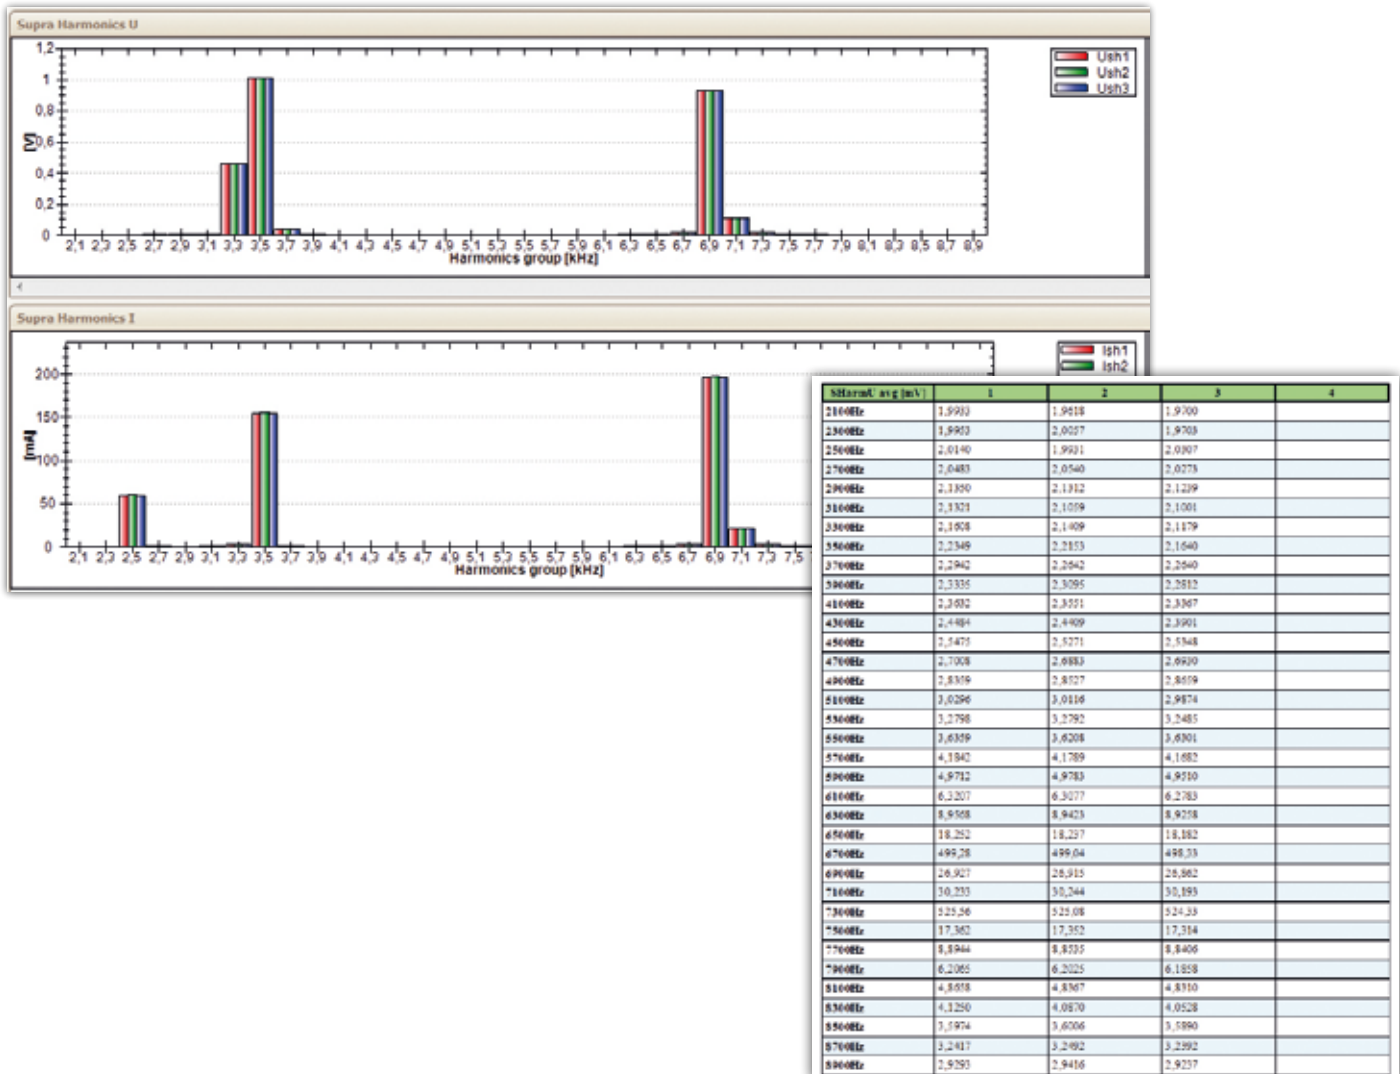 Supra Harmonics U
1,2
1
0,8
0,6
0,4
0,2
0
[V]
2,1 2,3 2,5 2,7 2,9 3,1 3,3 3,5 3,7 3,9 4,1 4,3 4,5 4,7 4,9 5,1 5,3 5,5 5,7 5,9 6,1 6,3 6,5 6,7 6,9 7,1 7,3 7,5 7,7 7,9 8,1 8,3 8,5 8,7 8,9
Harmonics group [kHz]
Ush1
Ush2
Ush3
Supra Harmonics I
200
150
100
50
0
[mA]
2,1 2,3 2,5 2,7 2,9 3,1 3,3 3,5 3,7 3,9 4,1 4,3 4,5 4,7 4,9 5,1 5,3 5,5 5,7 5,9 6,1 6,3 6,5 6,7 6,9 7,1 7,3 7,5
Harmonics group [kHz]
Ish1
Ish2
SHarmU avg [mV] 1 2 3 4
2100Hz 1,9933 1,9618 1,9700
2300Hz 1,9953 2,0057 1,9703
2500Hz 2,0140 1,9931 2,0307
2700Hz 2,0483 2,0540 2,0273
2900Hz 2,1350 2,1312 2,1239
3100Hz 2,1321 2,1059 2,1001
3300Hz 2,1608 2,1409 2,1179
3500Hz 2,2349 2,2153 2,1640
3700Hz 2,2942 2,2642 2,2640
3900Hz 2,3335 2,3095 2,2812
4100Hz 2,3632 2,3551 2,3367
4300Hz 2,4484 2,4409 2,3901
4500Hz 2,5475 2,5271 2,5348
4700Hz 2,7008 2,6883 2,6930
4900Hz 2,8359 2,8527 2,8659
5100Hz 3,0296 3,0116 2,9874
5300Hz 3,2798 3,2792 3,2485
5500Hz 3,6359 3,6208 3,6301
5700Hz 4,1842 4,1789 4,1682
5900Hz 4,9712 4,9783 4,9510
6100Hz 6,3207 6,3077 6,2783
6300Hz 8,9568 8,9423 8,9258
6500Hz 18,252 18,237 18,182
6700Hz 499,28 499,04 498,33
6900Hz 26,927 26,915 26,862
7100Hz 30,233 30,244 30,193
7300Hz 525,56 525,08 524,33
7500Hz 17,362 17,352 17,314
7700Hz 8,8944 8,8535 8,8406
7900Hz 6,2065 6,2025 6,1858
8100Hz 4,8658 4,8367 4,8310
8300Hz 4,1250 4,0870 4,0528
8500Hz 3,5974 3,6006 3,5890
8700Hz 3,2417 3,2492 3,2392
8900Hz 2,9293 2,9416 2,9237